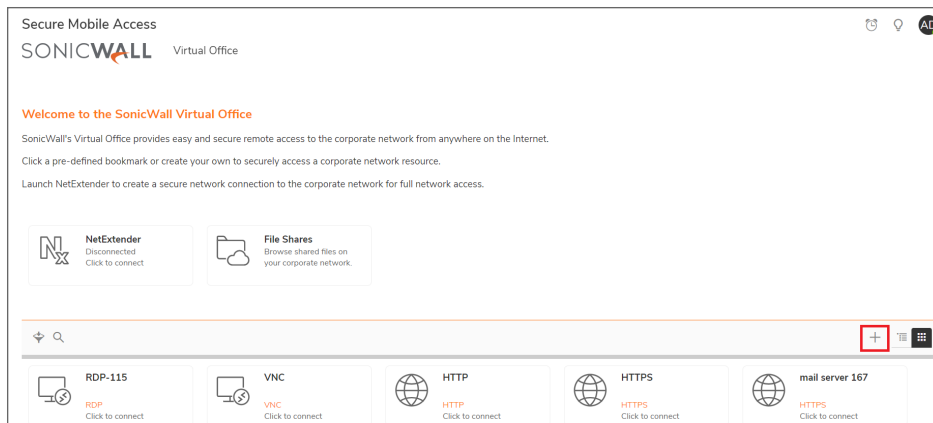 Secure Mobile Access
AD
SONICWALL Virtual Office
Welcome to the SonicWall Virtual Office
SonicWall's Virtual Office provides easy and secure remote access to the corporate network from anywhere on the Internet.
Click a pre-defined bookmark or create your own to securely access a corporate network resource.
Launch NetExtender to create a secure network connection to the corporate network for full network access.
NX
NetExtender
Disconnected
Click to connect
File Shares
Browse shared files on
your corporate network.
RDP-115
RDP
Click to connect
VNC
VNC
Click to connect
HTTP
HTTP
Click to connect
HTTPS
HTTPS
Click to connect
mail server 167
HTTPS
Click to connect